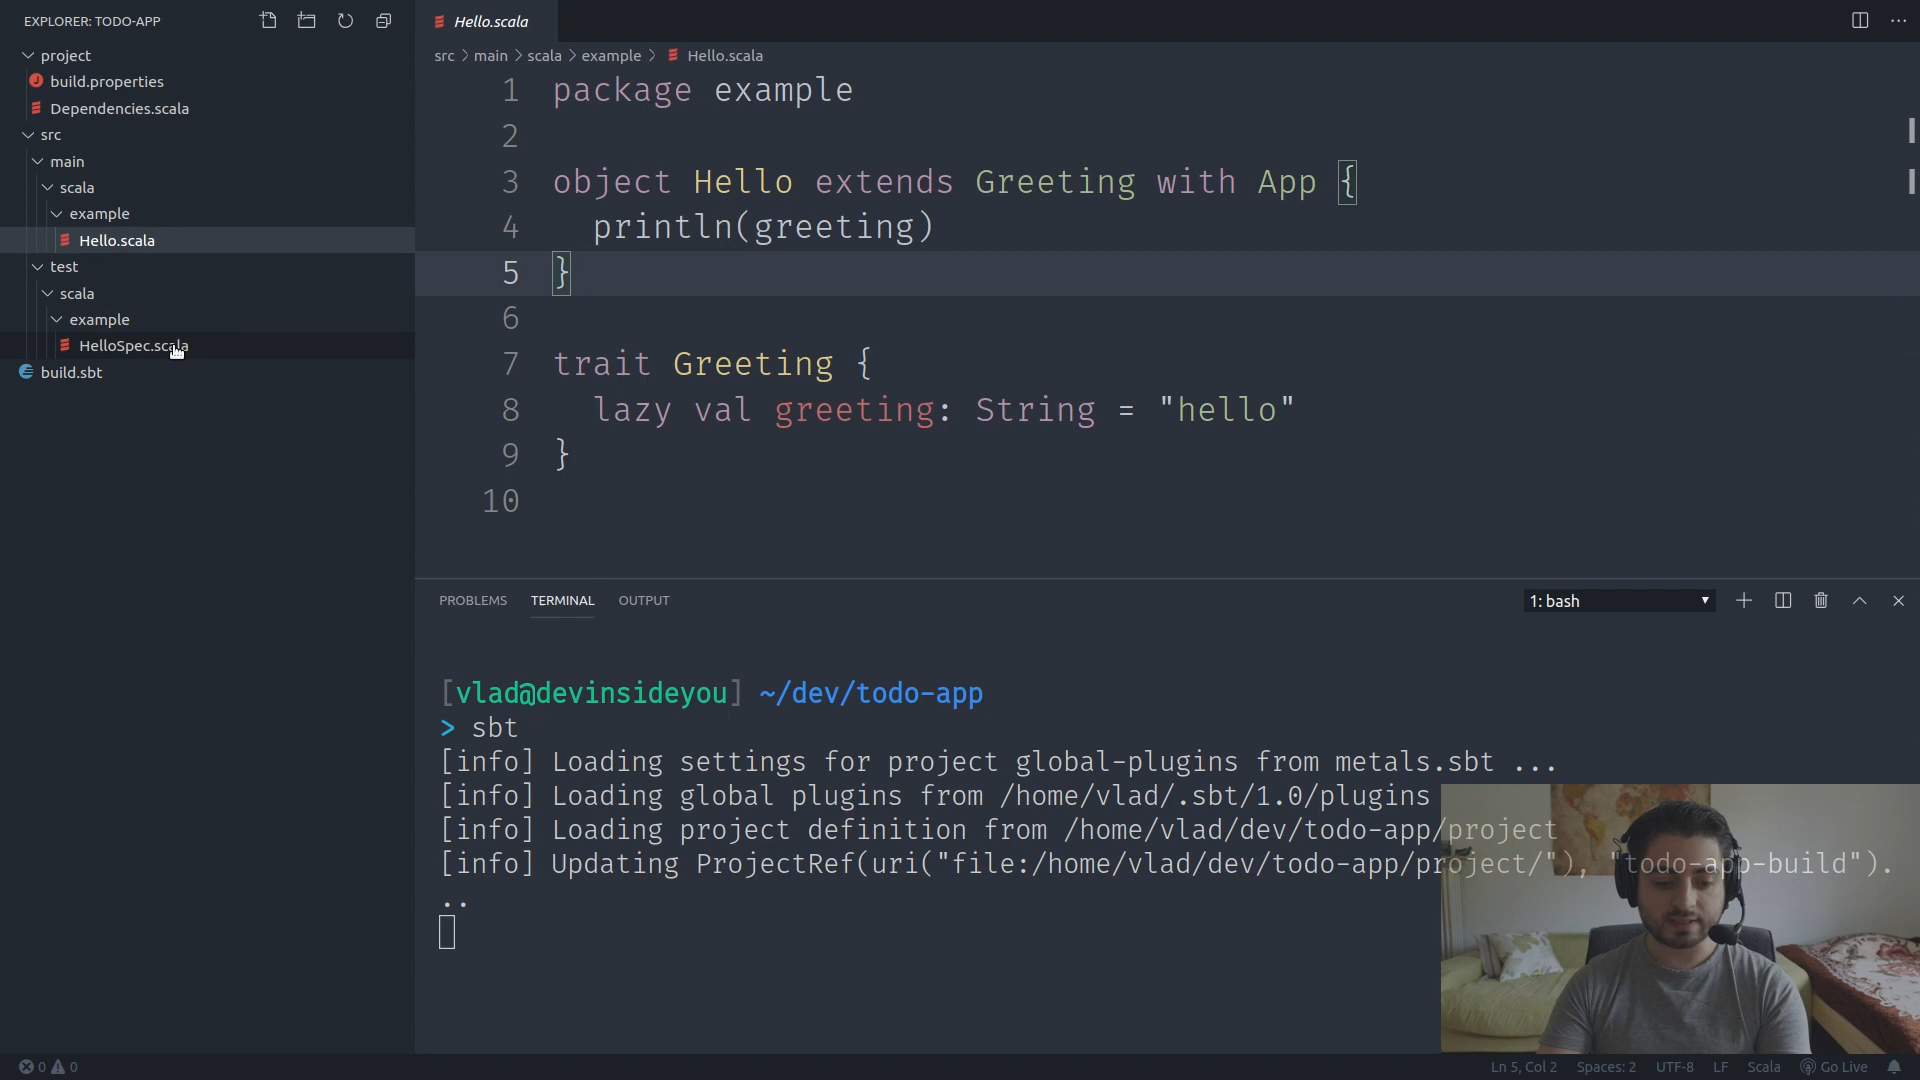 EXPLORER: TODO-APP
project
build.properties
Dependencies.scala
src
main
scala
example
Hello.scala
test
scala
example
HelloSpec.scala
build.sbt
Hello.scala
src > main > scala > example > Hello.scala
1 package example
2
3 object Hello extends Greeting with App {
4 println(greeting)
5 }
6
7 trait Greeting {
8 lazy val greeting: String = "hello"
9 }
10
PROBLEMS TERMINAL OUTPUT
1: bash
[vlad@devinsideyou] ~/dev/todo-app
> sbt
[info] Loading settings for project global-plugins from metals.sbt ...
[info] Loading global plugins from /home/vlad/.sbt/1.0/plugins
[info] Loading project definition from /home/vlad/dev/todo-app/project
[info] Updating ProjectRef(uri("file:/home/vlad/dev/todo-app/project/"), "todo-app-build").
..
0 0
Ln 5, Col 2 Spaces: 2 UTF-8 LF Scala Go Live